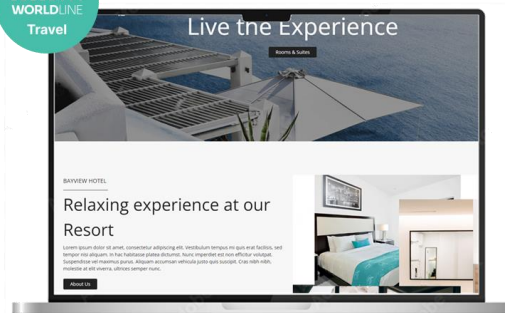 WORLDLINE
Travel
Live the Experience
Rooms & Suites
BAYVIEW HOTEL
Relaxing experience at our
Resort
Lorem ipsum dolor sit amet, consectetur adipiscing elit. Vestibulum tempus mi quis erat facilisis, sed
tempor nisi aliquam. In hac habitasse platea dictumst. Nunc imperdiet est non efficitur volutpat.
Suspendisse vel maximus purus. Aliquam accumsan vehicula justo quis suscipit. Cras nibh nibh,
molestie at elit viverra, ultrices semper nunc.
About Us